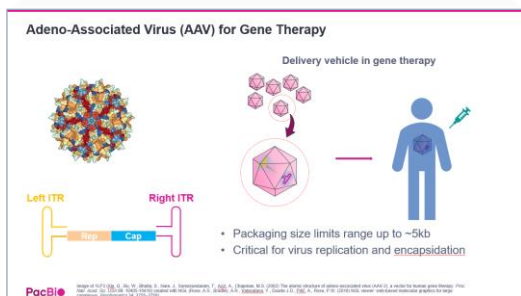 Adeno-Associated Virus (AAV) for Gene Therapy
Delivery vehicle in gene therapy
Left ITR
Right ITR
Rep
Cap
• Packaging size limits range up to ~5kb
• Critical for virus replication and encapsidation
PacBio